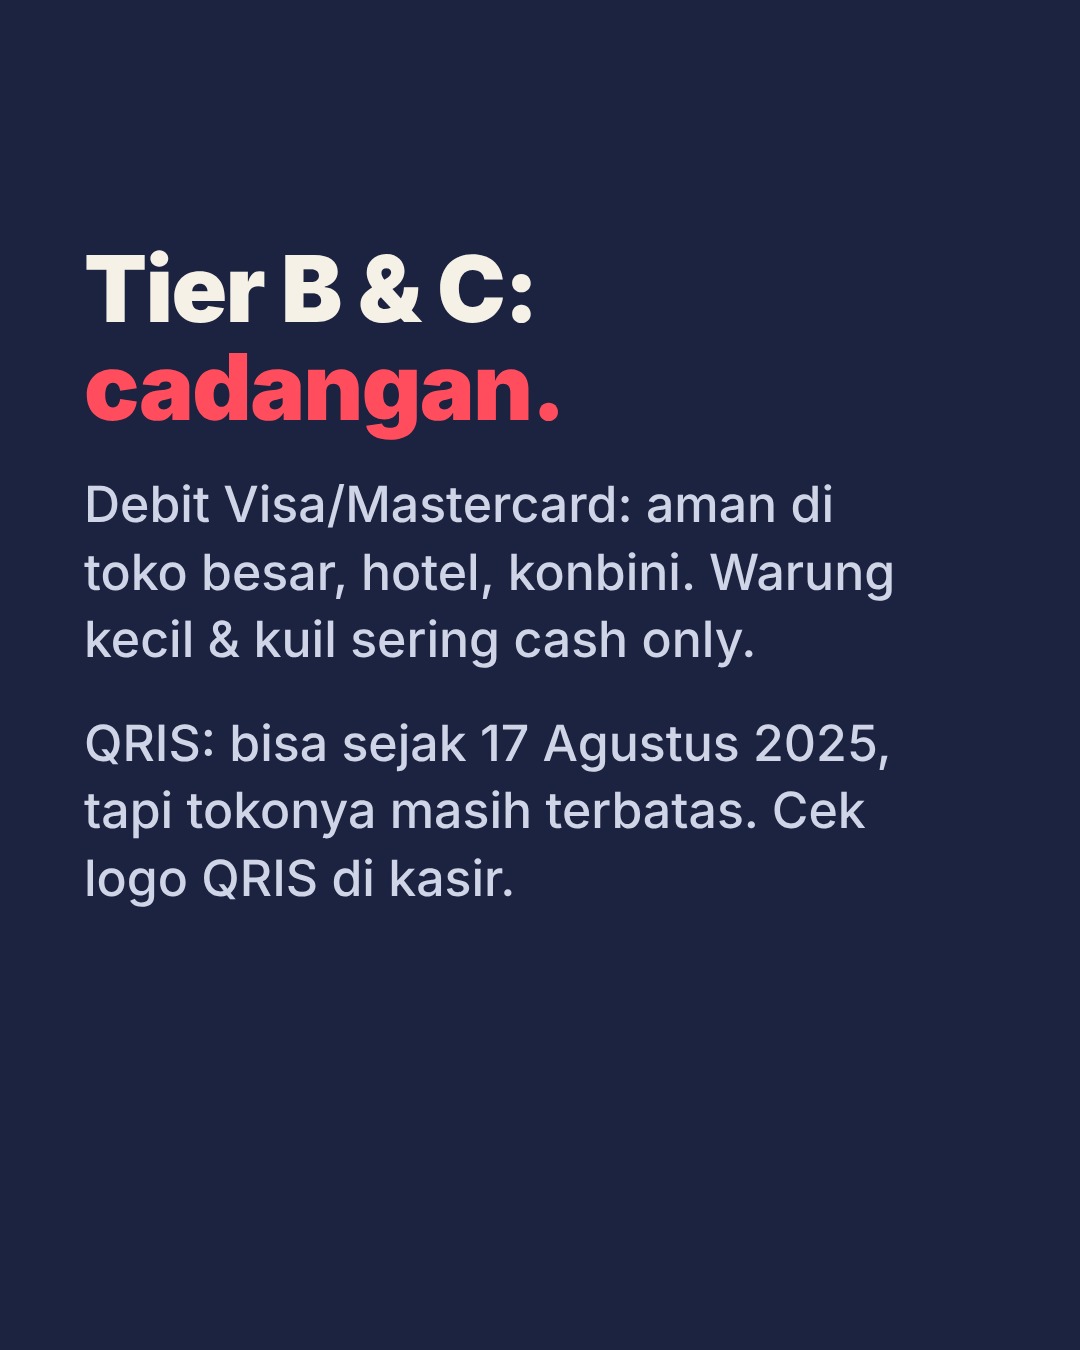 Tier B & C:
cadangan.
Debit Visa/Mastercard: aman di
toko besar, hotel, konbini. Warung
kecil & kuil sering cash only.
QRIS: bisa sejak 17 Agustus 2025,
tapi tokonya masih terbatas. Cek
logo QRIS di kasir.